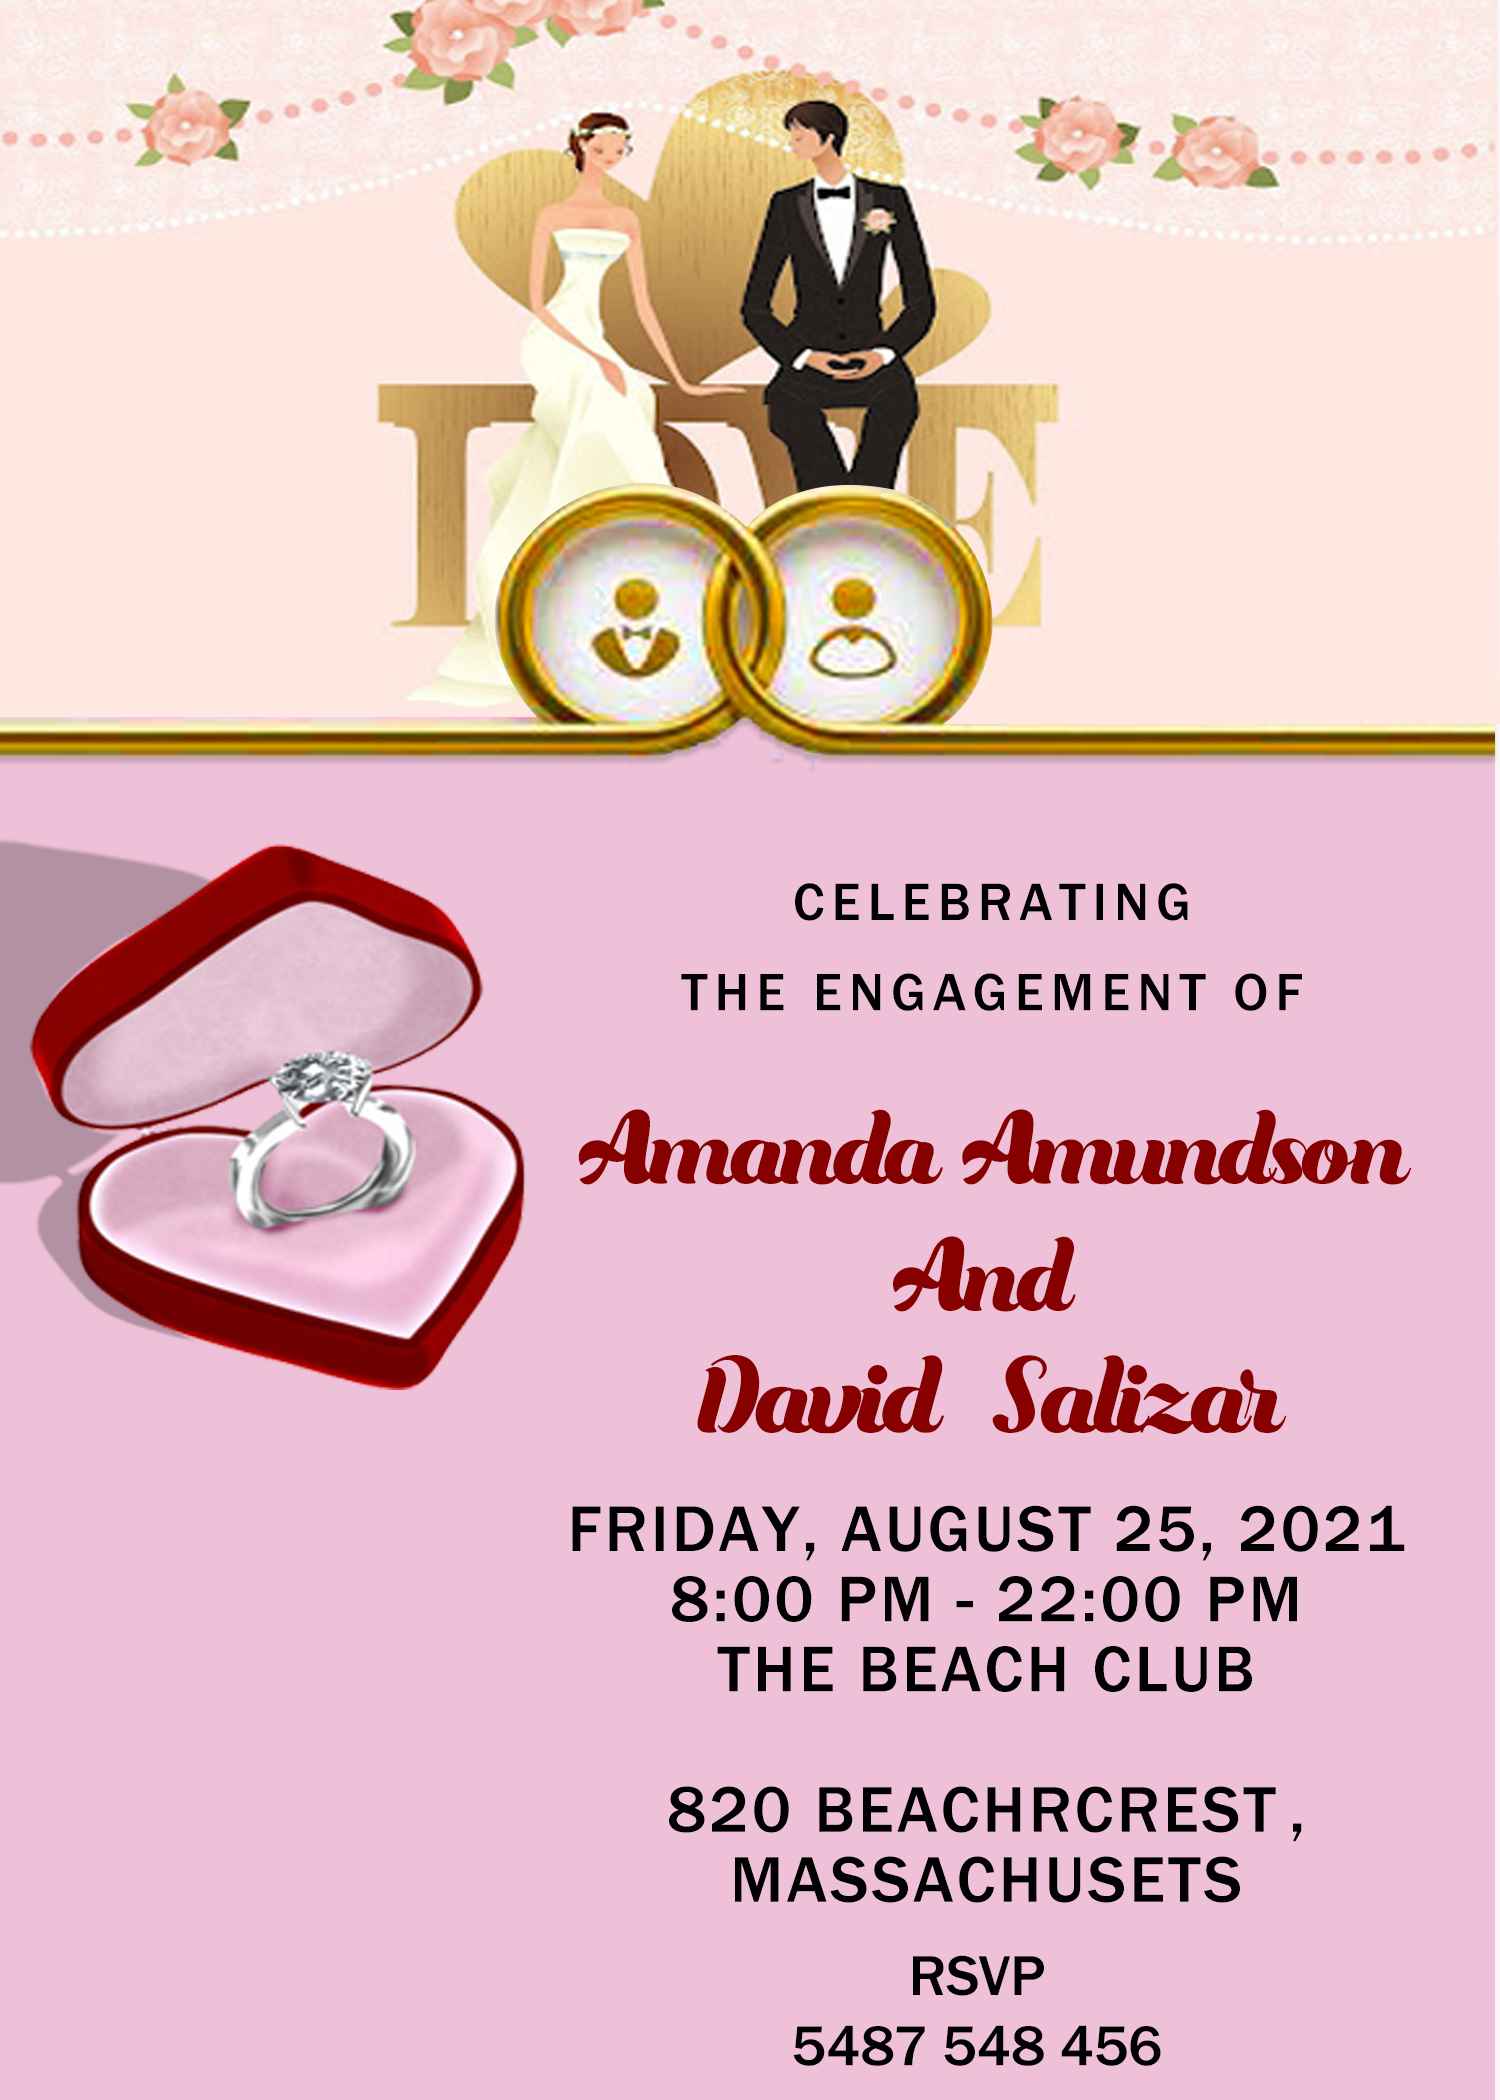 LOVE
CELEBRATING
THE ENGAGEMENT OF
Amanda Amundson
And
David Salizar
FRIDAY, AUGUST 25, 2021
8:00 PM - 22:00 PM
THE BEACH CLUB
820 BEACHRCREST,
MASSACHUSETS
RSVP
5487 548 456